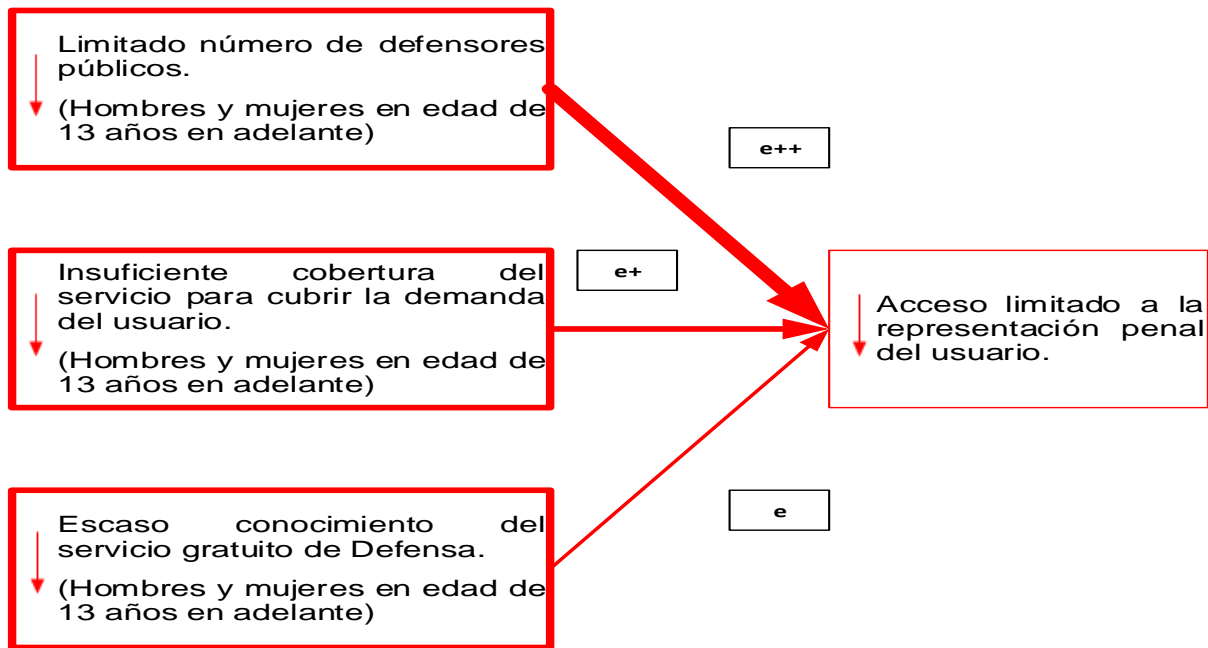 Limitado número de defensores
públicos.
(Hombres y mujeres en edad de
13 años en adelante)
e++
Insuficiente cobertura del
servicio para cubrir la demanda
del usuario.
(Hombres y mujeres en edad de
13 años en adelante)
e+
Acceso limitado a la
representación penal
del usuario.
Escaso conocimiento del
servicio gratuito de Defensa.
(Hombres y mujeres en edad de
13 años en adelante)
e